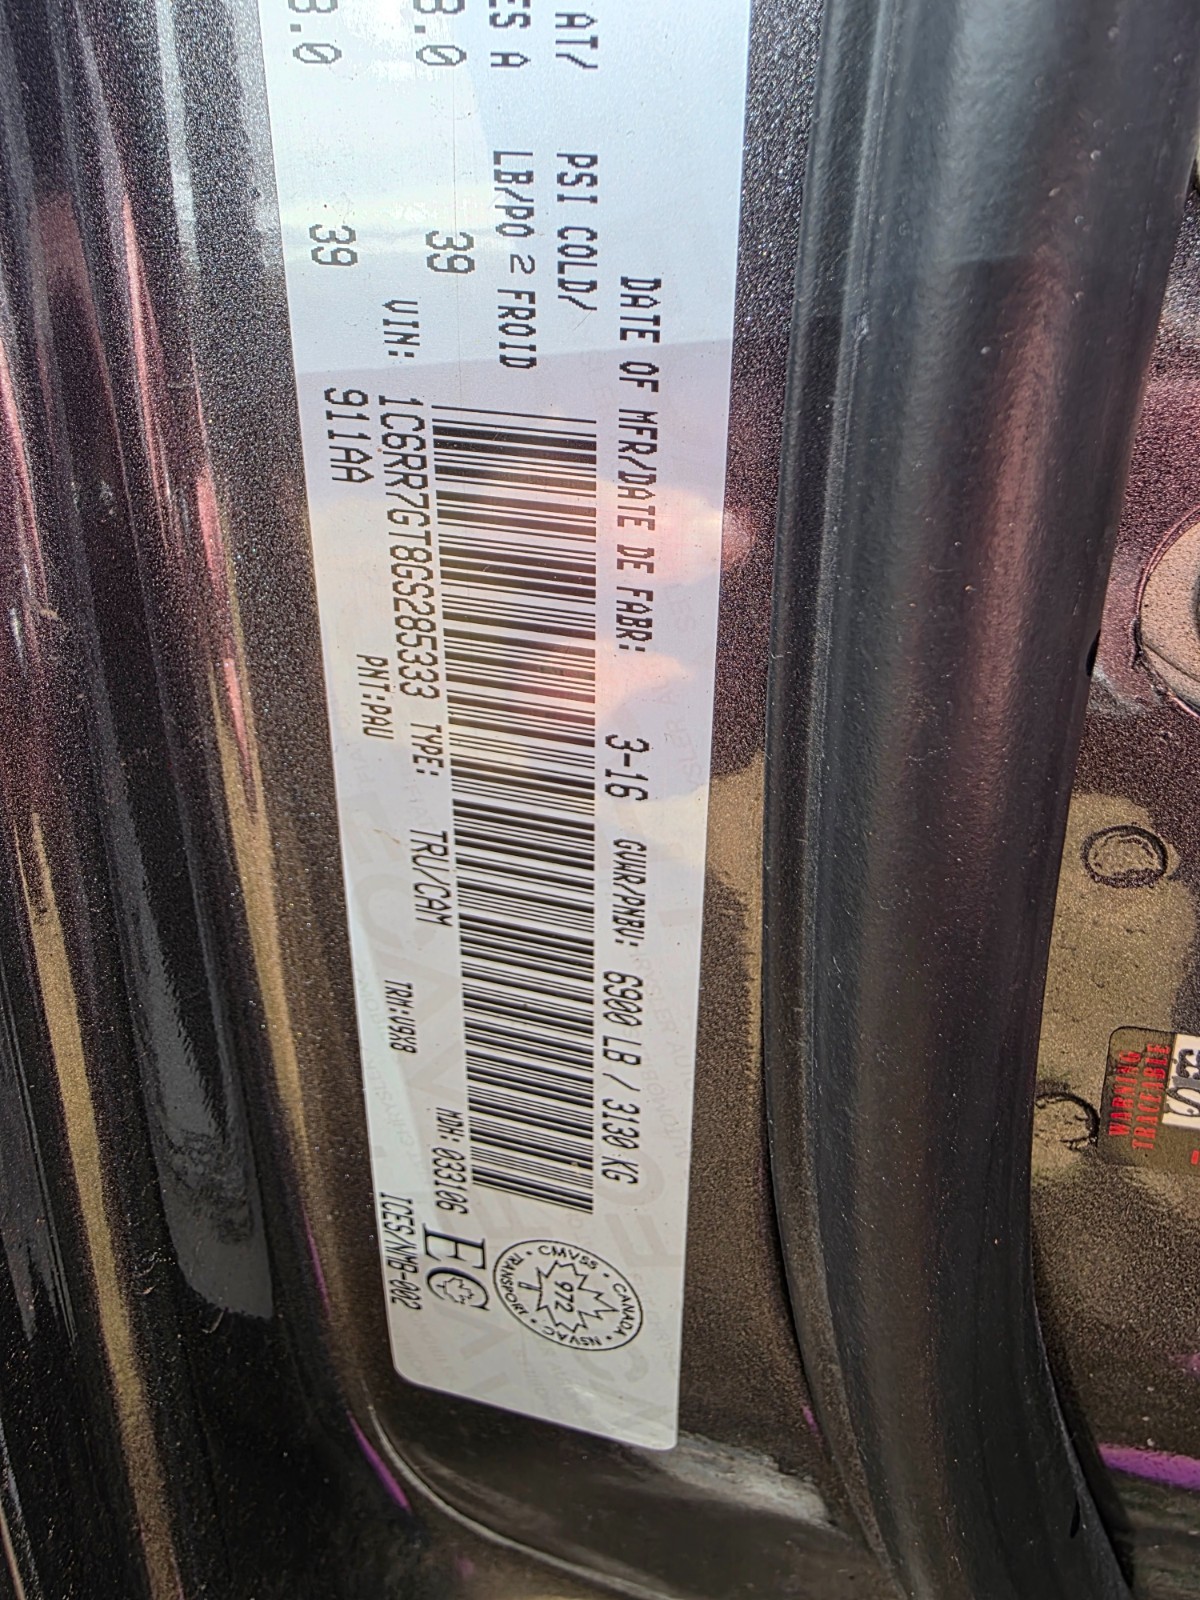 AT/ PSI COLD/
ES A LB/PO 2 FROID
8.0 39
8.0 39
DATE OF MFR/DATE DE FABR: 3-16 GVWR/PNBV: 6900 LB / 3130 KG
VIN: 1C6RR7GT8GS285333 TYPE: TRU/CAM MDH: 033106
911AA PNT:PAU TRM:V9X8 ICES/NMB-002
EC
CMVSS • CANADA • NSVAC • TRANSPORT
972
WARNING
TRACEABLE